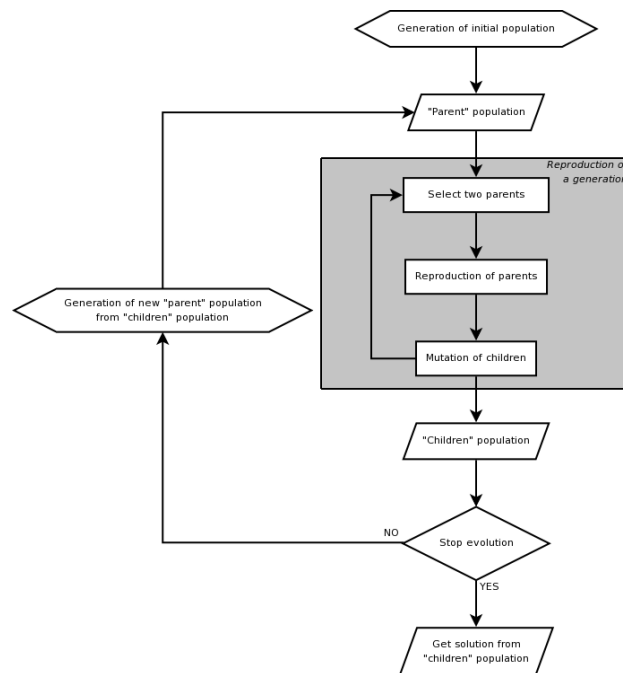 Generation of initial population
"Parent" population
Reproduction of
a generation
Select two parents
Reproduction of parents
Generation of new "parent" population
from "children" population
Mutation of children
"Children" population
NO
Stop evolution
YES
Get solution from
"children" population